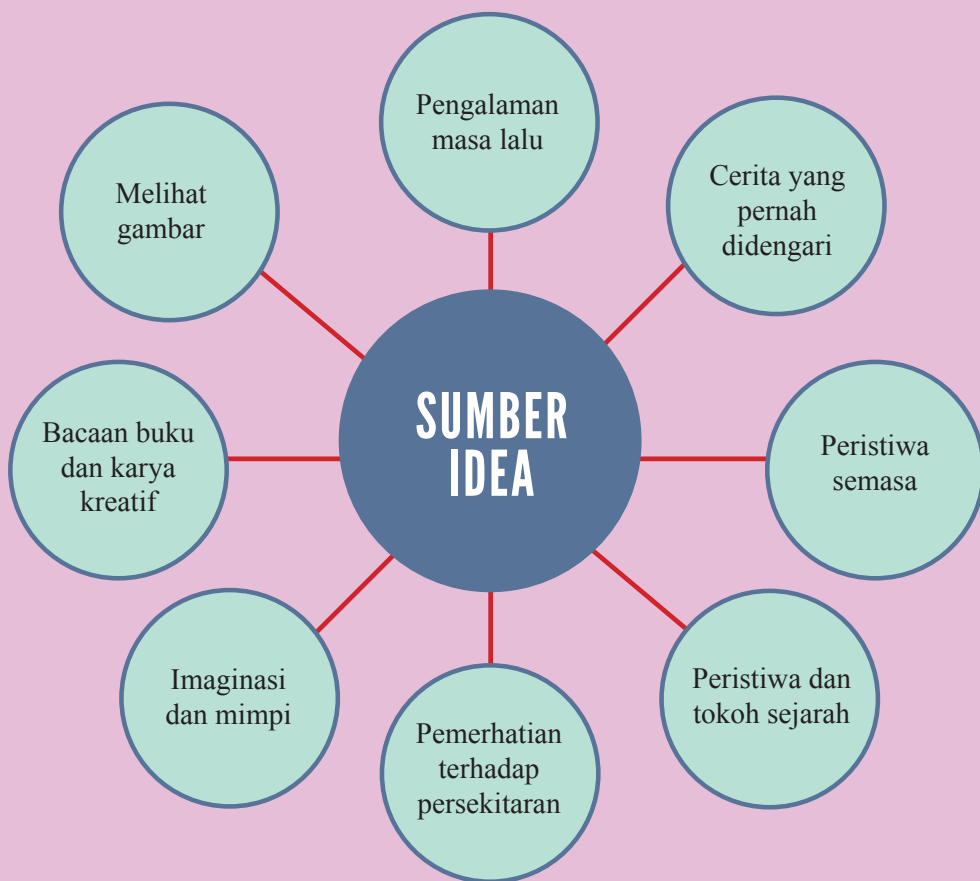 SUMBER
IDEA
Pengalaman
masa lalu
Cerita yang
pernah
didengari
Peristiwa
semasa
Peristiwa dan
tokoh sejarah
Pemerhatian
terhadap
persekitaran
Imaginasi
dan mimpi
Bacaan buku
dan karya
kreatif
Melihat
gambar